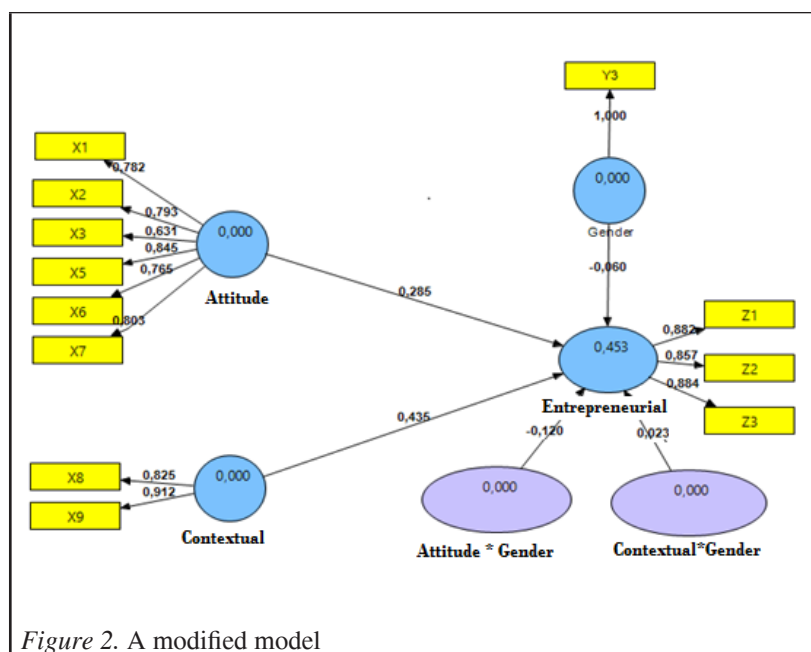 Y3
1,000
0,000
Gender
-0,060
X1
0,782
X2
0,793
X3
0,631
X5
0,845
X6
0,765
X7
0,803
0,000
Attitude
0,285
0,453
Entrepreneurial
0,882
Z1
0,857
Z2
0,884
Z3
0,435
X8
0,825
X9
0,912
0,000
Contextual
-0,120
0,000
Attitude * Gender
0,023
0,000
Contextual*Gender
Figure 2. A modified model